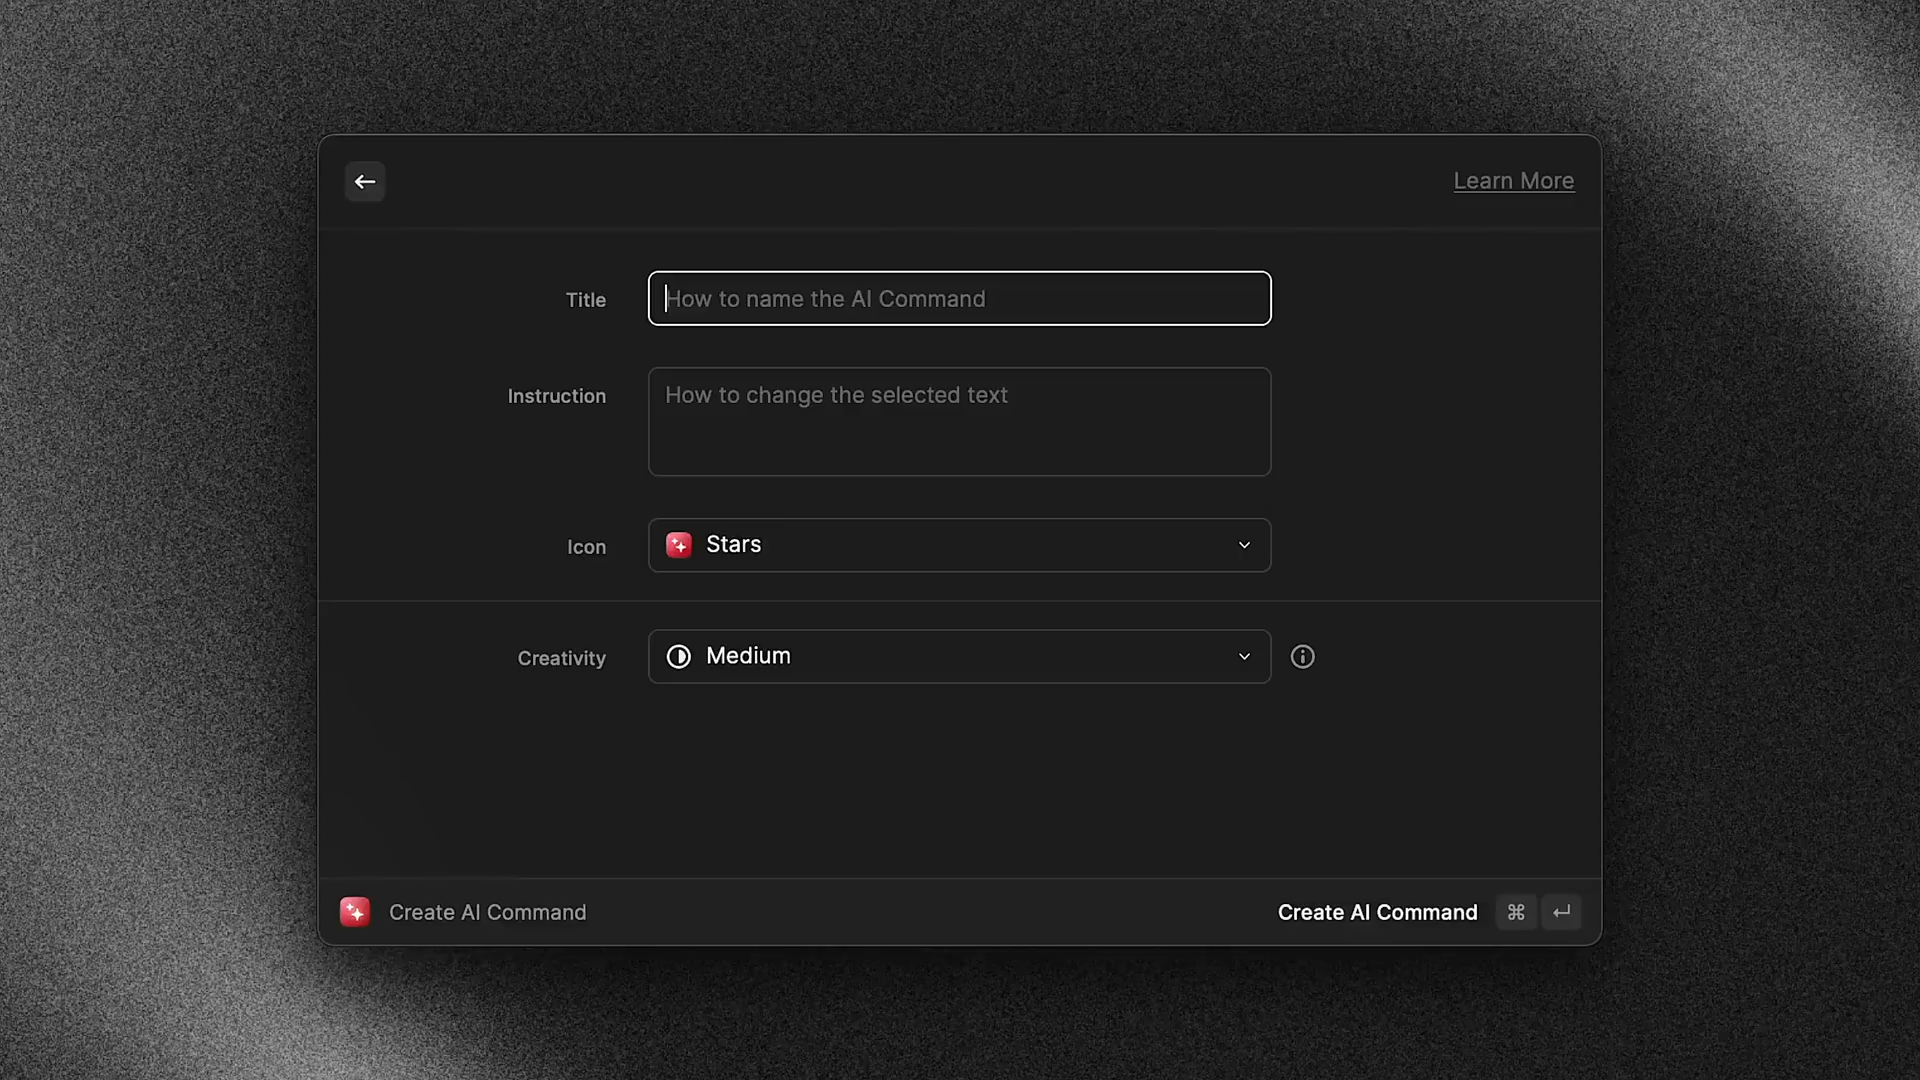 Learn More
Title
How to name the AI Command
Instruction
How to change the selected text
Icon
Stars
Creativity
Medium
Create AI Command
Create AI Command ⌘ ↵